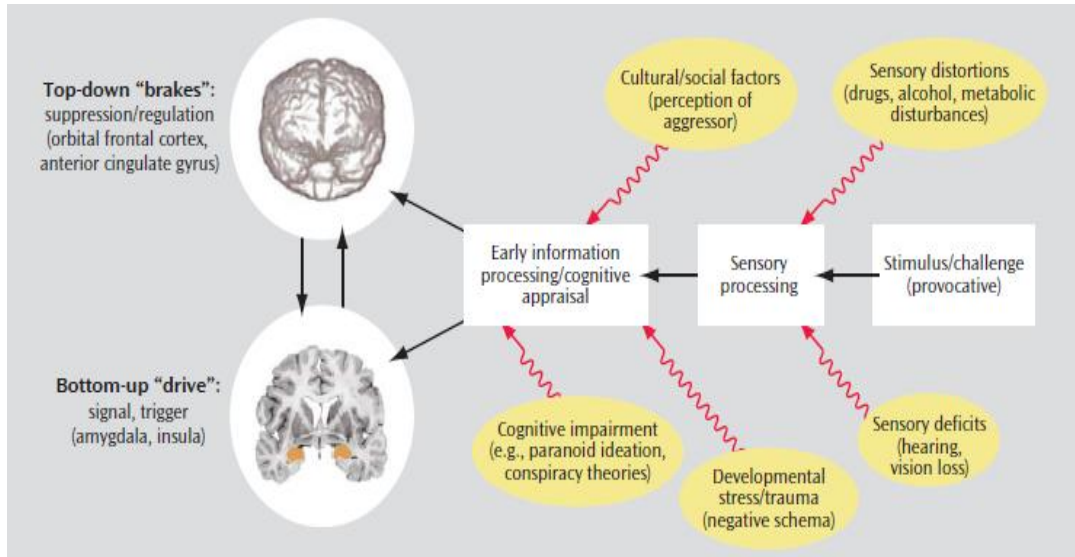 Top-down “brakes”:
suppression/regulation
(orbital frontal cortex,
anterior cingulate gyrus)
Cultural/social factors
(perception of
aggressor)
Sensory distortions
(drugs, alcohol, metabolic
disturbances)
Early information
processing/cognitive
appraisal
Sensory
processing
Stimulus/challenge
(provocative)
Bottom-up “drive”:
signal, trigger
(amygdala, insula)
Cognitive impairment
(e.g., paranoid ideation,
conspiracy theories)
Developmental
stress/trauma
(negative schema)
Sensory deficits
(hearing,
vision loss)